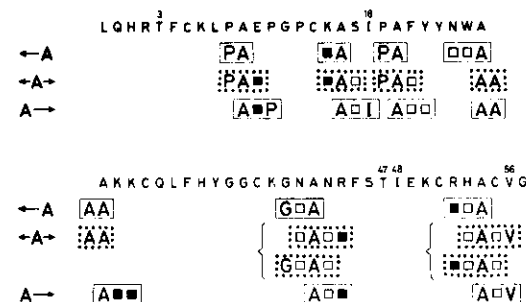 3 18
LQHRTFCKLPAEPGPCKASIPAFYYNWA
←A PA ■A PA □□A
←A→ PA■ ■A□ PA□ AA
A→ A■P A□I A□□ AA
47 48 56
AKKCQLFHYGGCKGNANRFSTIEKCRHACVG
←A AA G□A ■□A
←A→ AA □A□■ □A□V
G□A□ ■□A□
A→ A■■ A□■ A□V